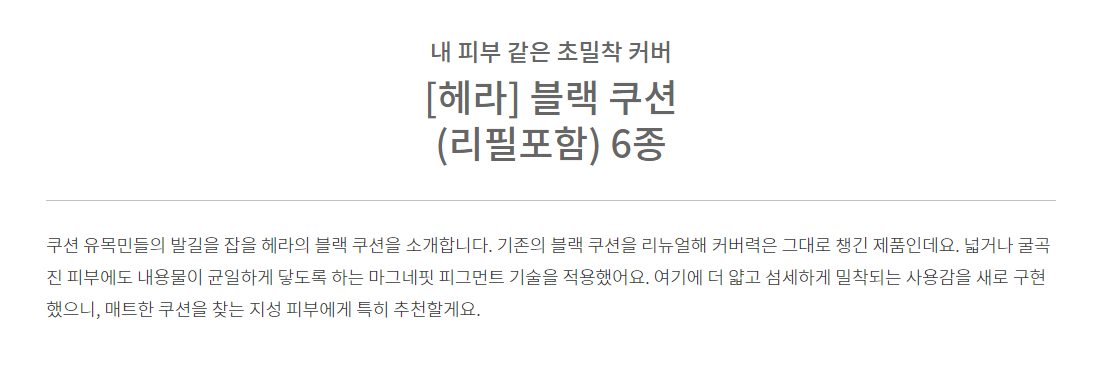 내 피부 같은 초밀착 커버
[헤라] 블랙 쿠션
(리필포함) 6종
쿠션 유목민들의 발길을 잡을 헤라의 블랙 쿠션을 소개합니다. 기존의 블랙 쿠션을 리뉴얼해 커버력은 그대로 챙긴 제품인데요. 넓거나 굴곡
진 피부에도 내용물이 균일하게 닿도록 하는 마그네핏 피그먼트 기술을 적용했어요. 여기에 더 얇고 섬세하게 밀착되는 사용감을 새로 구현
했으니, 매트한 쿠션을 찾는 지성 피부에게 특히 추천할게요.